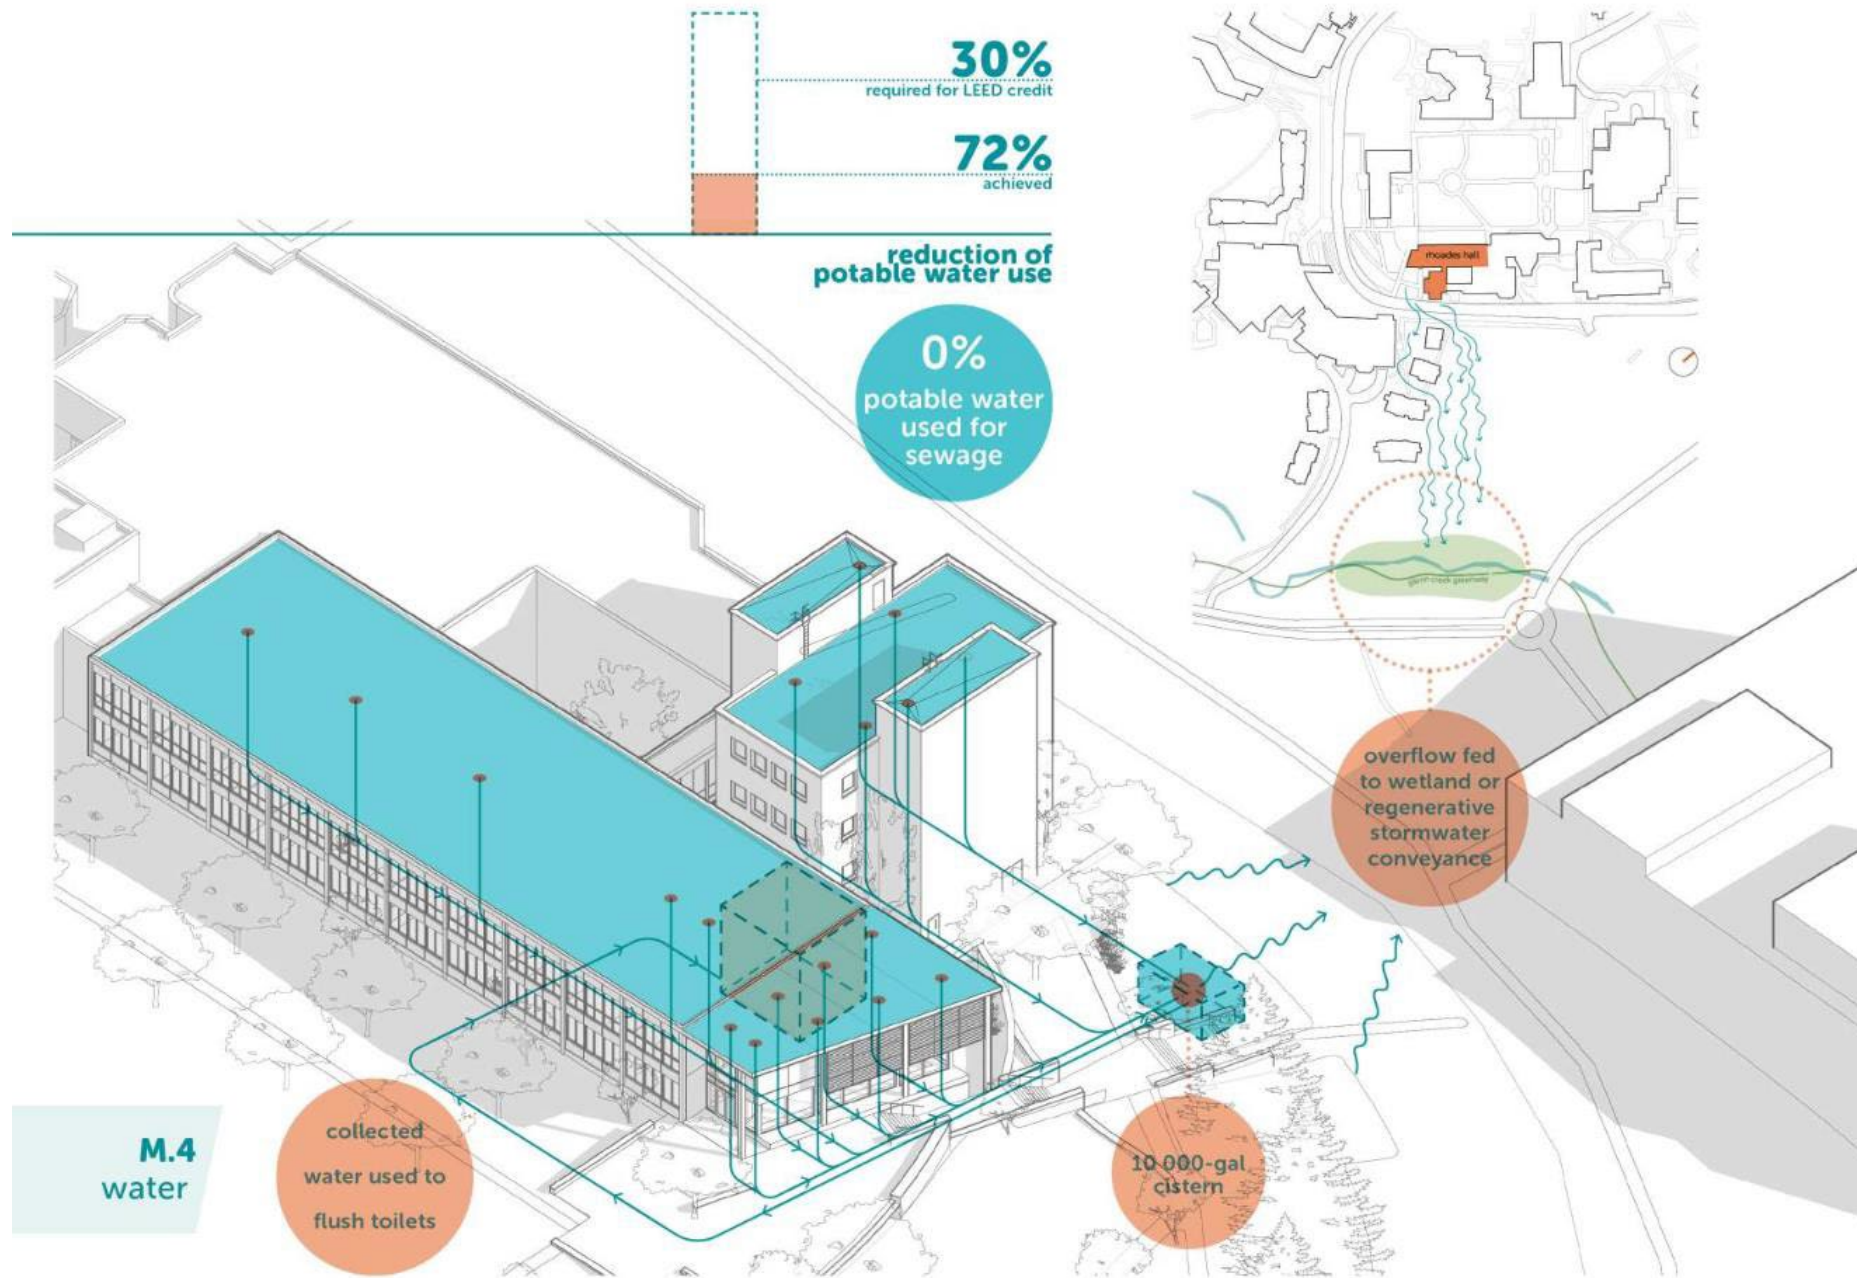 30%
required for LEED credit
72%
achieved
reduction of
potable water use
0%
potable water
used for
sewage
rhoades hall
creek greenway
overflow fed
to wetland or
regenerative
stormwater
conveyance
M.4
water
collected
water used to
flush toilets
10 000-gal
cistern